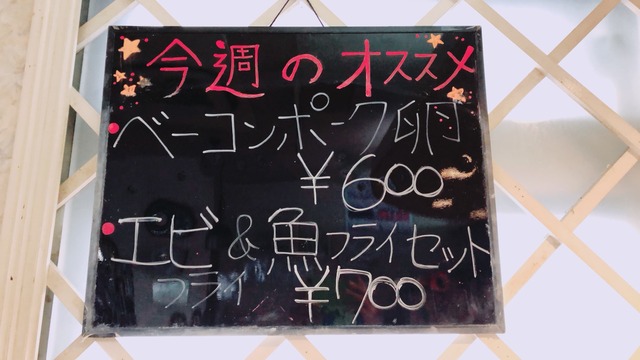 今週のオススメ
ベーコンポーク卵
¥600
エビ&魚フライセット
フライ ¥700